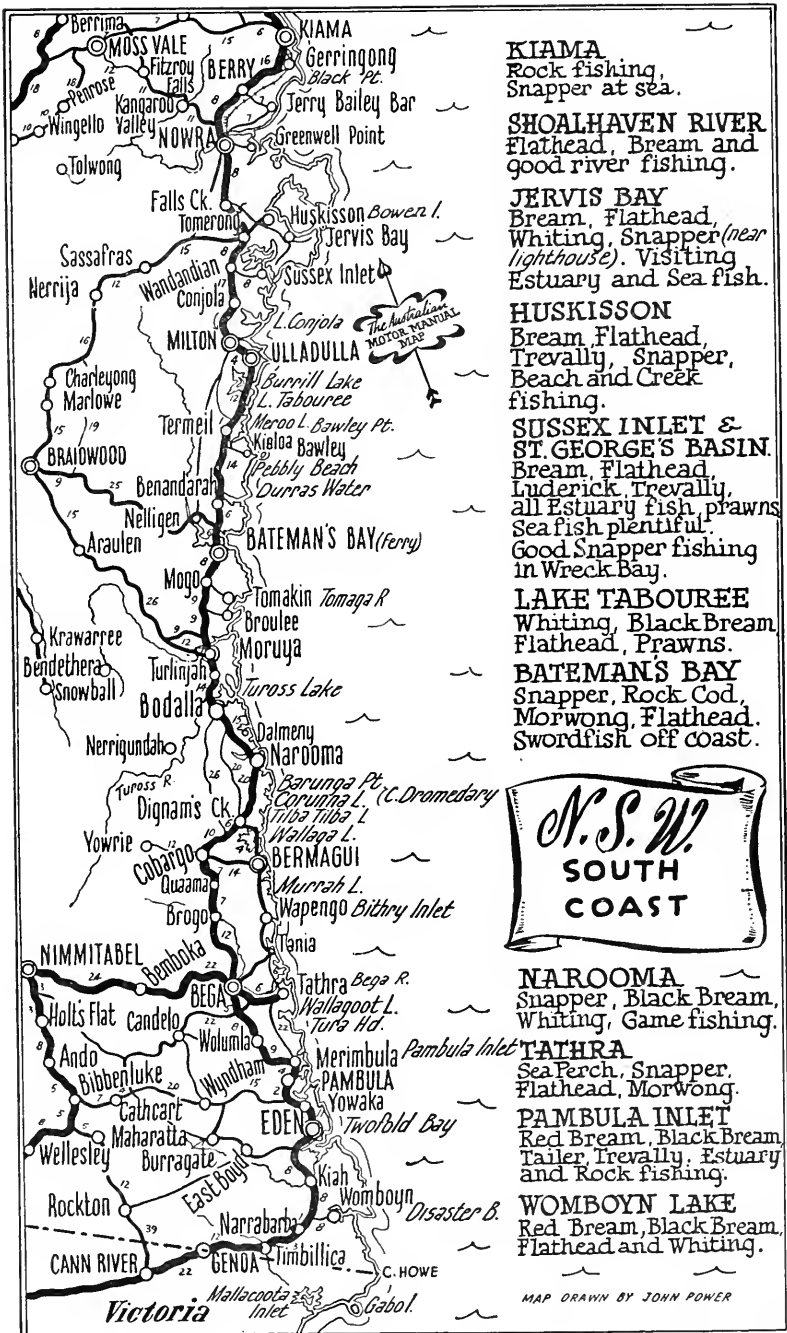 Berrima
MOSS VALE
KIAMA
Fitzroy
Falls
BERRY
Gerringong
Black Pt.
Penrose
Wingello
Kangarou
Valley
Jerry Bailey Bar
NOWRA
Greenwell Point
Tolwong
Falls Ck.
Tomerong
Huskisson Bowen I.
Jervis Bay
Sassafras
Nerrija
Wandandian
Conjola
Sussex Inlet
The Australian
MOTOR MANUAL
MAP
L. Conjola
MILTON
ULLADULLA
Burrill Lake
L. Tabouree
Charleyong
Marlowe
Termeil
Meroo L. Bawley Pt.
Kioloa Bawley
Pebbly Beach
Durras Water
BRAIDWOOD
Benandarah
Nelligen
BATEMAN'S BAY (Ferry)
Araulen
Mogo
Tomakin Tomaga R
Broulee
Krawarree
Bendethera
Snowball
Moruya
Turlinjah
Tuross Lake
Bodalla
Nerrigundah
Dalmeny
Narooma
Tuross R.
Barunga Pt.
Corunna L. (C. Dromedary
Tilba Tilba L
Wallaga L.
Dignam's Ck.
Yowrie
Cobargo
BERMAGUI
Quaama
Murrah L.
Brogo
Wapengo Bithry Inlet
Tania
NIMMITABEL
Bemboka
BEGA
Tathra Bega R.
Wallagoot L.
Tura Hd.
Holt's Flat
Candelo
Wolumla
Ando
Bibbenluke
Wyndham
Merimbula Pambula Inlet
PAMBULA
Yowaka
Cathcart
EDEN
Twofold Bay
Maharatta
Burragate
Wellesley
East Boyd
Kiah
Womboyn
Disaster B.
Rockton
Narrabarba
CANN RIVER
GENOA
Timbillica
C. HOWE
Mallacoota
Inlet
Gabo I.
Victoria
KIAMA
Rock fishing,
Snapper at sea.
SHOALHAVEN RIVER
Flathead, Bream and
good river fishing.
JERVIS BAY
Bream, Flathead,
Whiting, Snapper (near
lighthouse). Visiting
Estuary and Sea fish.
HUSKISSON
Bream, Flathead,
Trevally, Snapper,
Beach and Creek
fishing.
SUSSEX INLET &
ST. GEORGE'S BASIN.
Bream, Flathead,
Luderick, Trevally,
all Estuary fish, prawns
Sea fish plentiful.
Good Snapper fishing
in Wreck Bay.
LAKE TABOUREE
Whiting, Black Bream
Flathead, Prawns.
BATEMAN'S BAY
Snapper, Rock Cod,
Morwong, Flathead.
Swordfish off coast.
N.S.W.
SOUTH
COAST
NAROOMA
Snapper, Black Bream,
Whiting, Game fishing.
TATHRA
Sea Perch, Snapper,
Flathead, Morwong.
PAMBULA INLET
Red Bream, Black Bream,
Tailer, Trevally. Estuary
and Rock fishing.
WOMBOYN LAKE
Red Bream, Black Bream,
Flathead and Whiting.
MAP DRAWN BY JOHN POWER